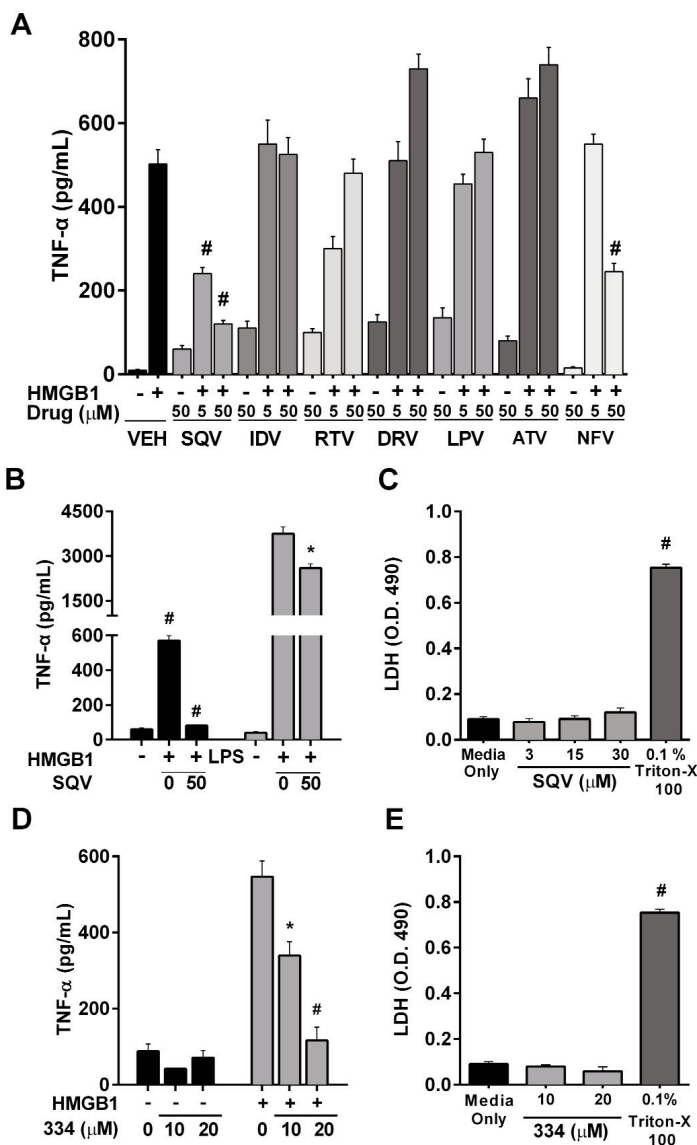 A
800
600
400
200
0
TNF-α (pg/mL)
# # #
HMGB1 - + - + + - + + - + + - + + - + + - + + - + +
Drug (μM) 50 5 50 50 5 50 50 5 50 50 5 50 50 5 50 50 5 50 50 5 50
VEH SQV IDV RTV DRV LPV ATV NFV
B
4500
3000
1500
600
400
200
0
TNF-α (pg/mL)
# # *
HMGB1 - + + LPS - + +
SQV 0 50 0 50
C
1.0
0.8
0.6
0.4
0.2
0.0
LDH (O.D. 490)
#
Media Only 3 15 30 0.1 % Triton-X 100
SQV (μM)
D
600
400
200
0
TNF-α (pg/mL)
* #
HMGB1 - - - + + +
334 (μM) 0 10 20 0 10 20
E
1.0
0.8
0.6
0.4
0.2
0.0
LDH (O.D. 490)
#
Media Only 10 20 0.1% Triton-X 100
334 (μM)